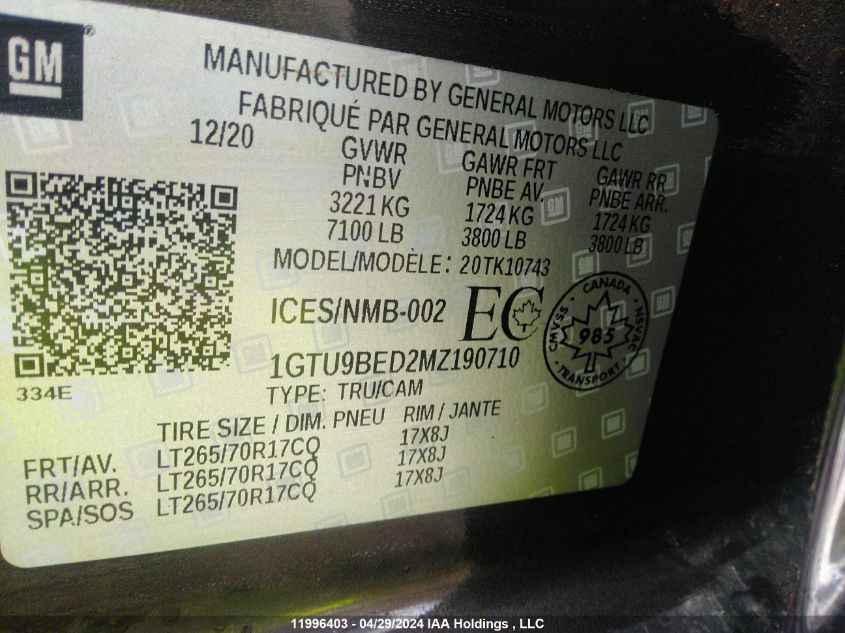 GM ®
MANUFACTURED BY GENERAL MOTORS LLC
FABRIQUÉ PAR GENERAL MOTORS LLC
12/20
GVWR GAWR FRT GAWR RR
PNBV PNBE AV. PNBE ARR.
3221 KG 1724 KG 1724 KG
7100 LB 3800 LB 3800 LB
MODEL/MODÈLE: 20TK10743
ICES/NMB-002 EC
CANADA CMVSS 985 NSVAC TRANSPORT
1GTU9BED2MZ190710
334E
TYPE: TRU/CAM
TIRE SIZE / DIM. PNEU RIM / JANTE
FRT/AV. LT265/70R17CQ 17X8J
RR/ARR. LT265/70R17CQ 17X8J
SPA/SOS LT265/70R17CQ 17X8J
11996403 - 04/29/2024 IAA Holdings , LLC